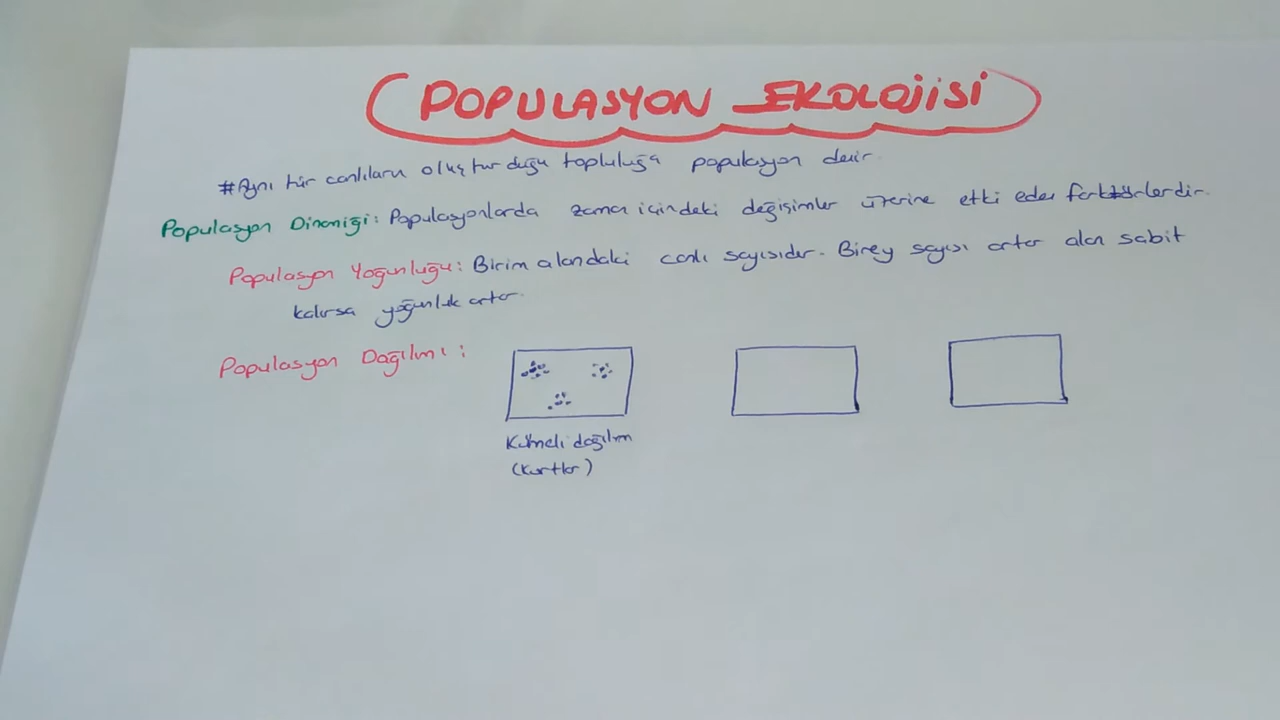 POPULASYON EKOLOJİSİ
#Aynı tür canlıların oluşturduğu topluluğa populasyon denir.
Populasyon Dinamiği: Populasyonlarda zaman içindeki değişimler üzerine etki eden faktörlerdir.
Populasyon Yoğunluğu: Birim alandaki canlı sayısıdır. Birey sayısı artar alan sabit
kalırsa yoğunluk artar.
Populasyon Dağılımı:
Kümeli dağılım
(Kurtlar)